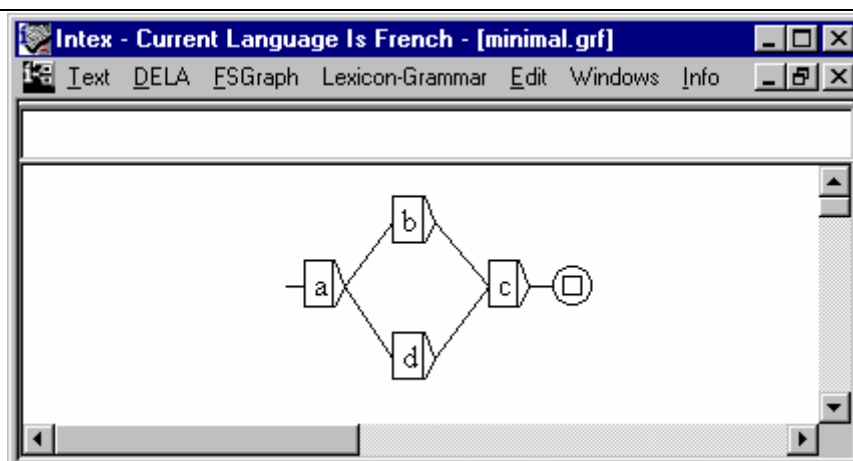 Intex - Current Language Is French - [minimal.grf]
Text DELA FSGraph Lexicon-Grammar Edit Windows Info
b
a c
d